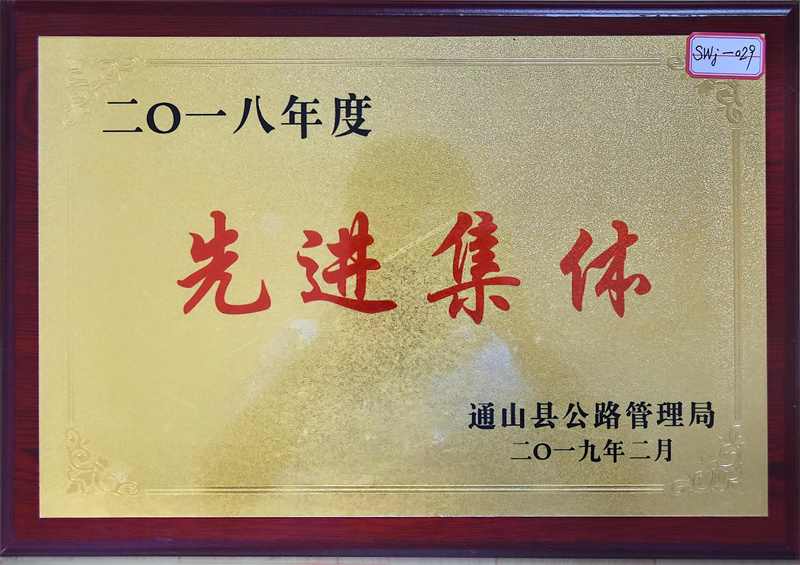 SWj-029
二〇一八年度
先进集体
通山县公路管理局
二〇一九年二月